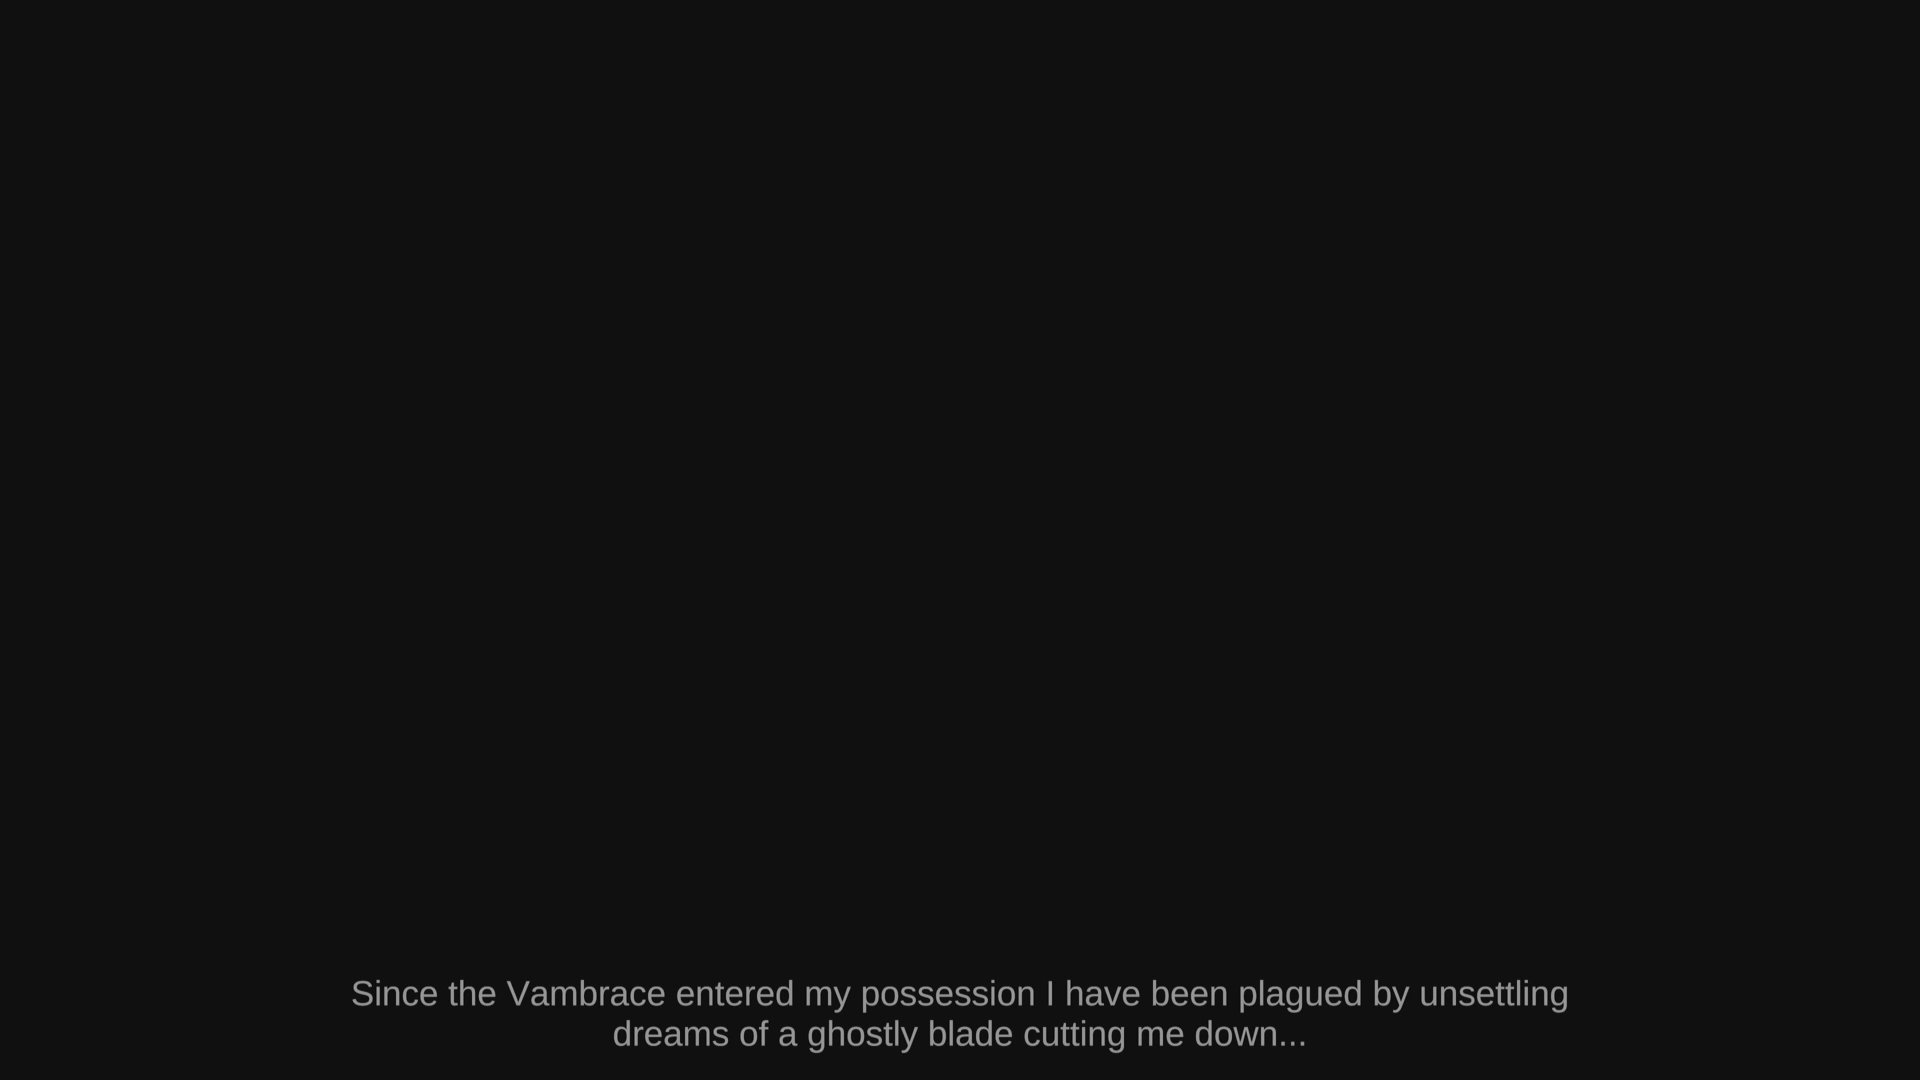 Since the Vambrace entered my possession I have been plagued by unsettling
dreams of a ghostly blade cutting me down...